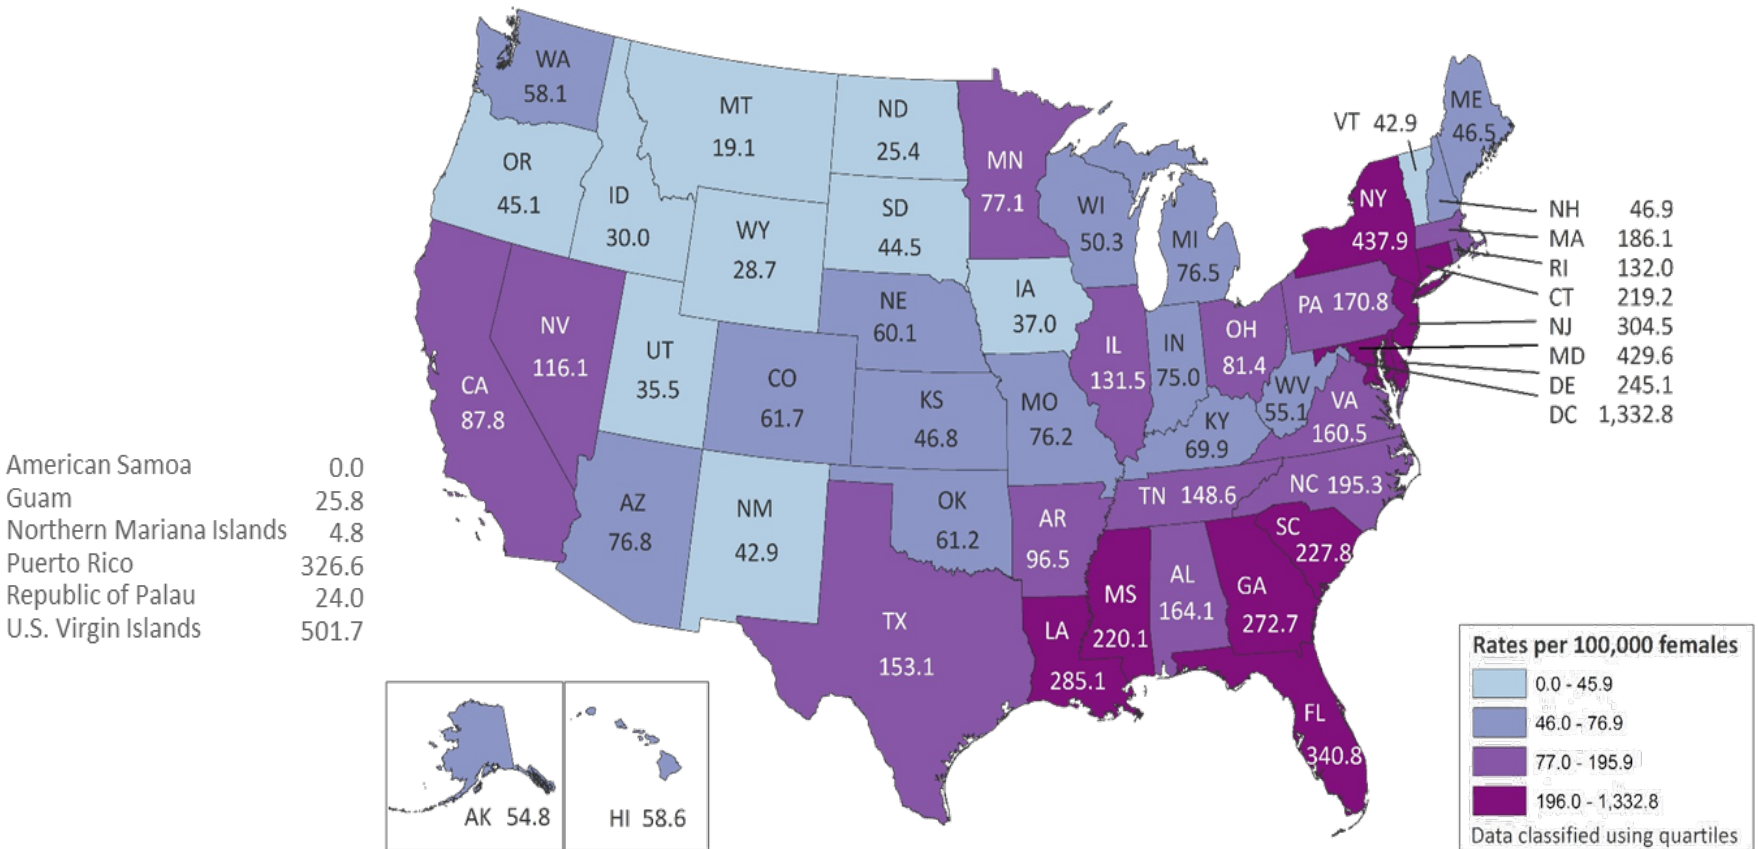 WA
58.1
MT
19.1
ND
25.4
MN
77.1
OR
45.1
ID
30.0
WY
28.7
SD
44.5
WI
50.3
MI
76.5
VT 42.9
ME
46.5
NY
437.9
NH 46.9
MA 186.1
RI 132.0
CT 219.2
NJ 304.5
MD 429.6
DE 245.1
DC 1,332.8
CA
87.8
NV
116.1
UT
35.5
CO
61.7
NE
60.1
KS
46.8
IA
37.0
MO
76.2
IL
131.5
IN
75.0
OH
81.4
PA 170.8
WV
55.1
VA
160.5
KY
69.9
AZ
76.8
NM
42.9
OK
61.2
AR
96.5
TN 148.6
NC 195.3
SC
227.8
TX
153.1
LA
285.1
MS
220.1
AL
164.1
GA
272.7
FL
340.8
American Samoa 0.0
Guam 25.8
Northern Mariana Islands 4.8
Puerto Rico 326.6
Republic of Palau 24.0
U.S. Virgin Islands 501.7
AK 54.8
HI 58.6
Rates per 100,000 females
0.0 - 45.9
46.0 - 76.9
77.0 - 195.9
196.0 - 1,332.8
Data classified using quartiles